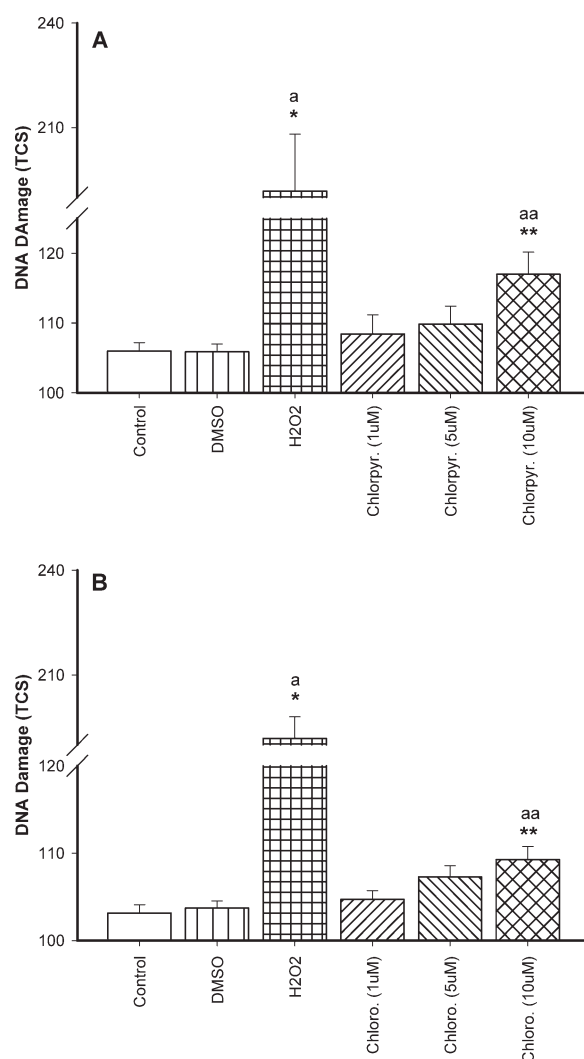 240
A
a
*
210
DNA DAmage (TCS)
aa
**
120
110
100
Control
DMSO
H2O2
Chlorpyr. (1uM)
Chlorpyr. (5uM)
Chlorpyr. (10uM)
240
B
210
a
*
DNA Damage (TCS)
120
aa
**
110
100
Control
DMSO
H2O2
Chloro. (1uM)
Chloro. (5uM)
Chloro. (10uM)